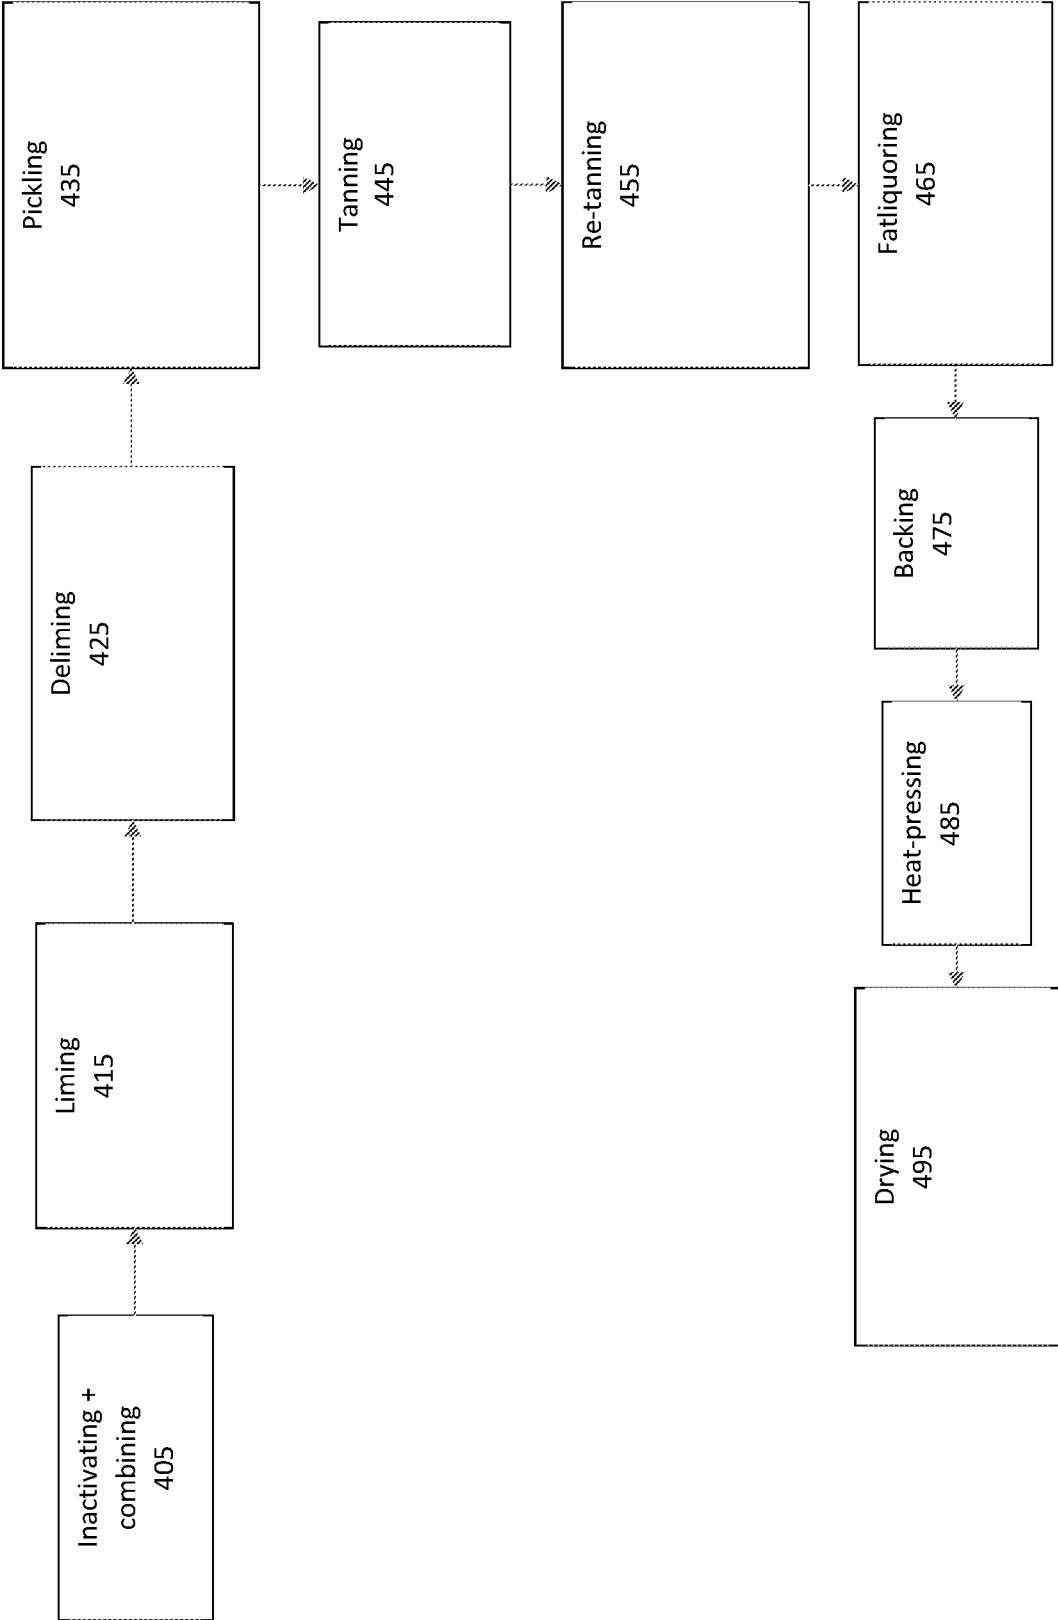 Inactivating +
combining
405
Liming
415
Deliming
425
Pickling
435
Tanning
445
Re-tanning
455
Fatliquoring
465
Backing
475
Heat-pressing
485
Drying
495